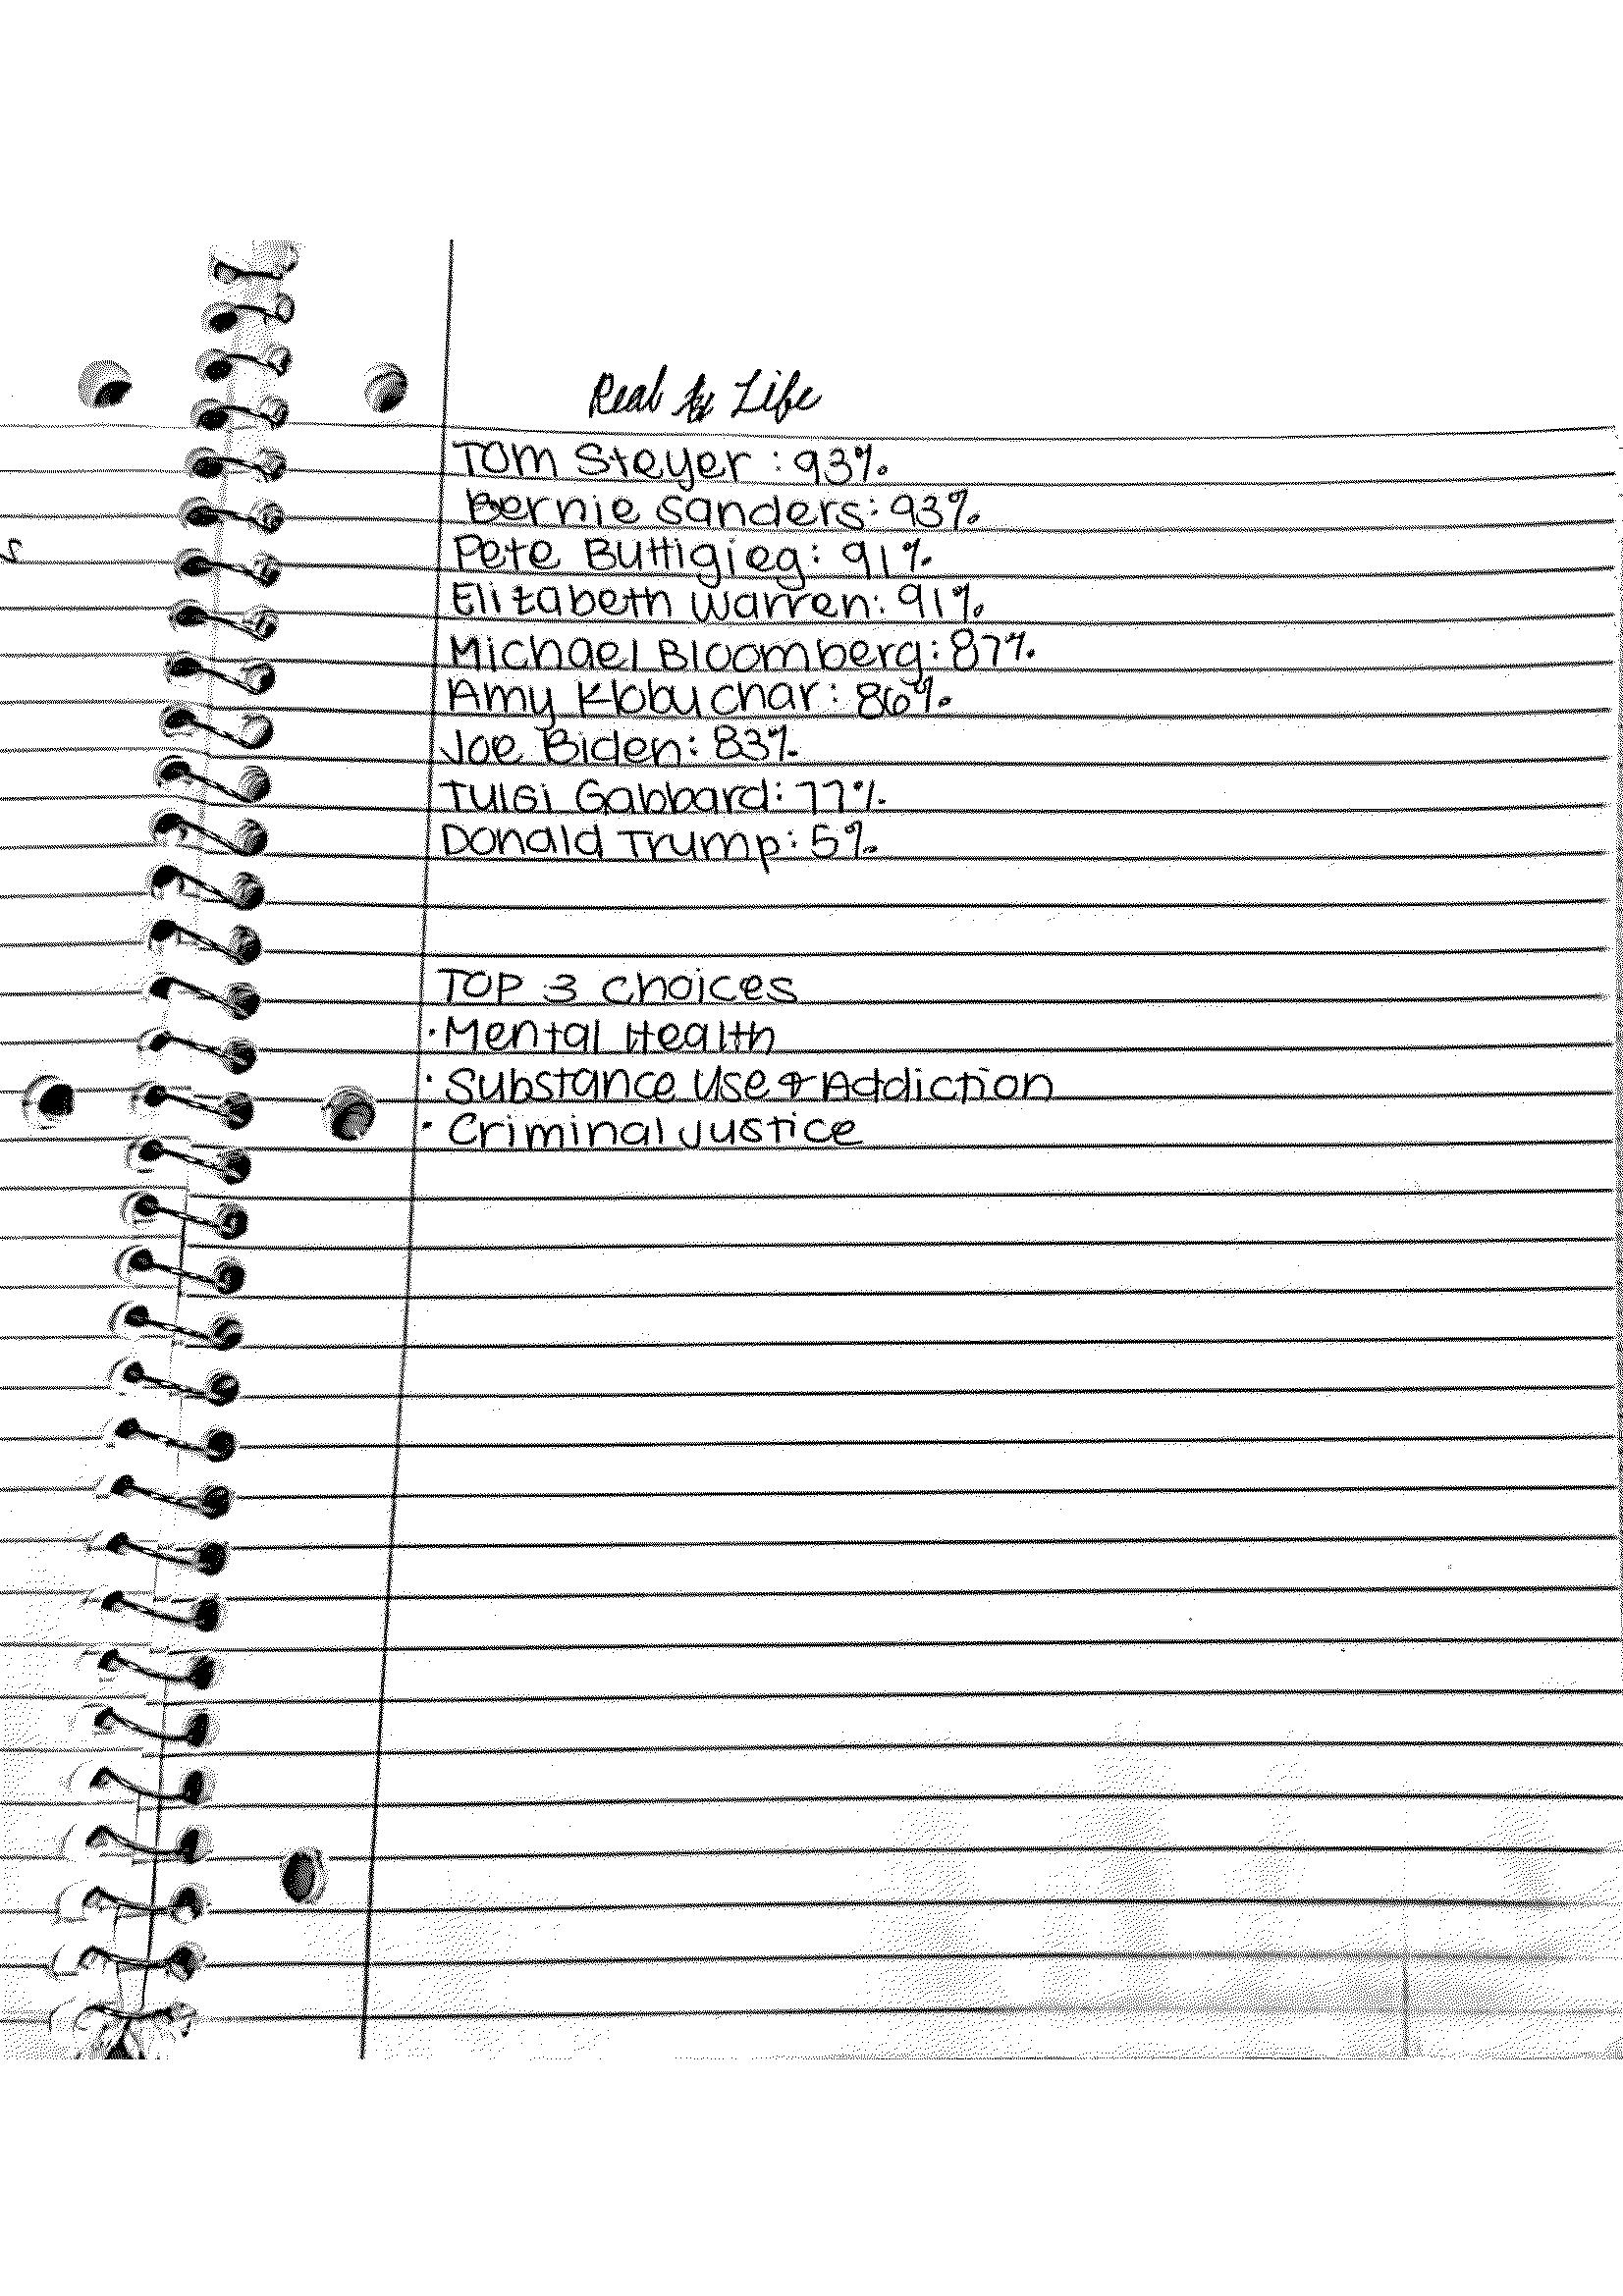 Real Life
Tom Steyer : 93%
Bernie Sanders: 93%
Pete Buttigieg: 91%
Elizabeth Warren: 91%
Michael Bloomberg: 87%
Amy Klobuchar: 86%
Joe Biden: 83%
Tulsi Gabbard: 77%
Donald Trump: 5%
Top 3 Choices
· Mental Health
· Substance Use & Addiction
· Criminal Justice